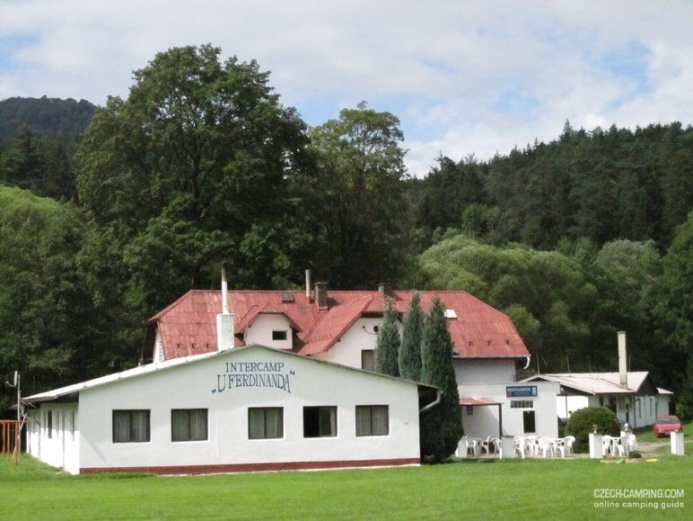 INTERCAMP
„U FERDINANDA"
CZECH-CAMPING.COM
online camping guide